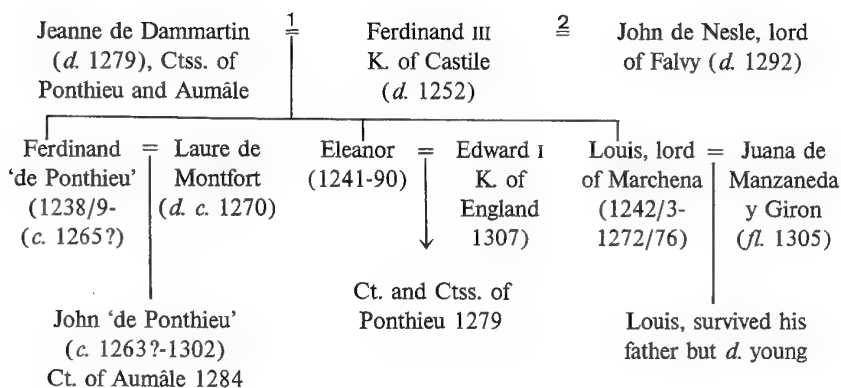 Jeanne de Dammartin
(d. 1279), Ctss. of
Ponthieu and Aumâle
1
=
Ferdinand III
K. of Castile
(d. 1252)
2
=
John de Nesle, lord
of Falvy (d. 1292)
Ferdinand
'de Ponthieu'
(1238/9-
(c. 1265?)
=
Laure de
Montfort
(d. c. 1270)
Eleanor
(1241-90)
=
Edward I
K. of
England
1307)
Louis, lord
of Marchena
(1242/3-
1272/76)
=
Juana de
Manzaneda
y Giron
(fl. 1305)
John 'de Ponthieu'
(c. 1263?-1302)
Ct. of Aumâle 1284
Ct. and Ctss. of
Ponthieu 1279
Louis, survived his
father but d. young